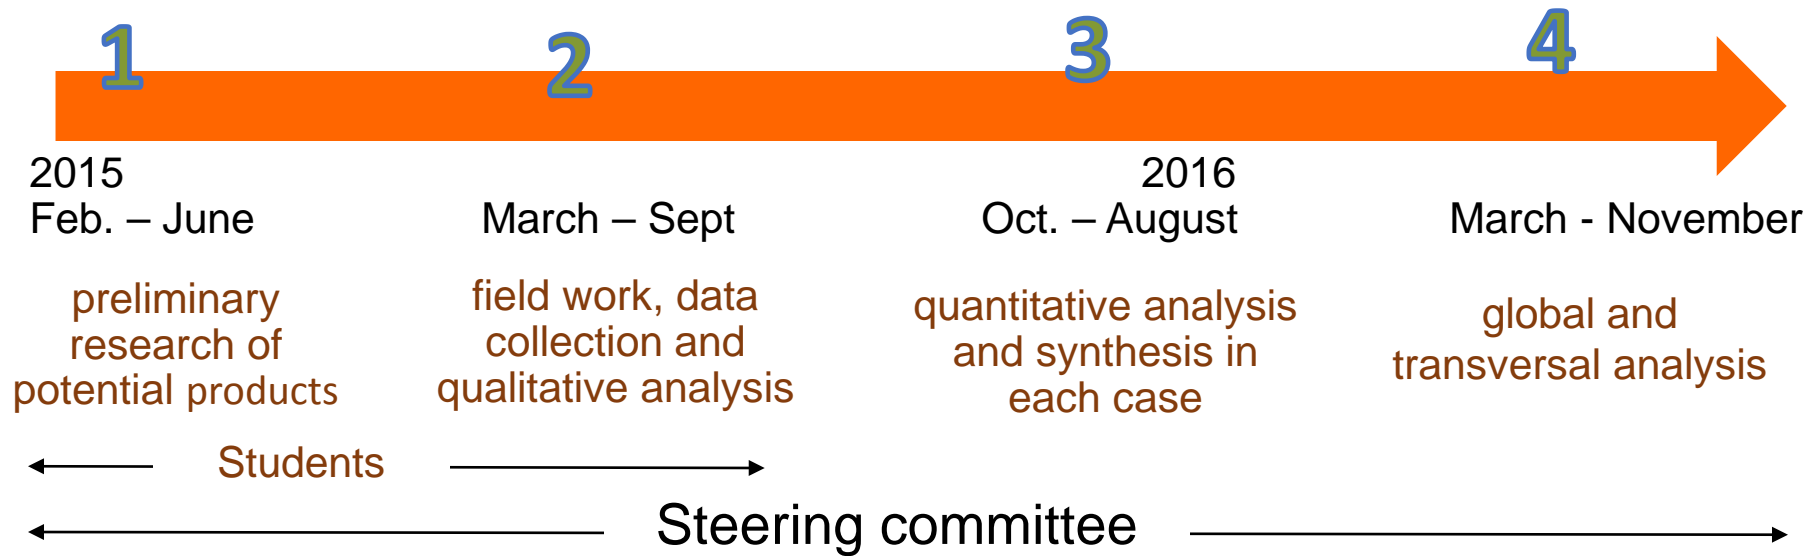 1
2
3
4
2015
2016
Feb. – June
March – Sept
Oct. – August
March - November
preliminary
research of
potential products
field work, data
collection and
qualitative analysis
quantitative analysis
and synthesis in
each case
global and
transversal analysis
Students
Steering committee